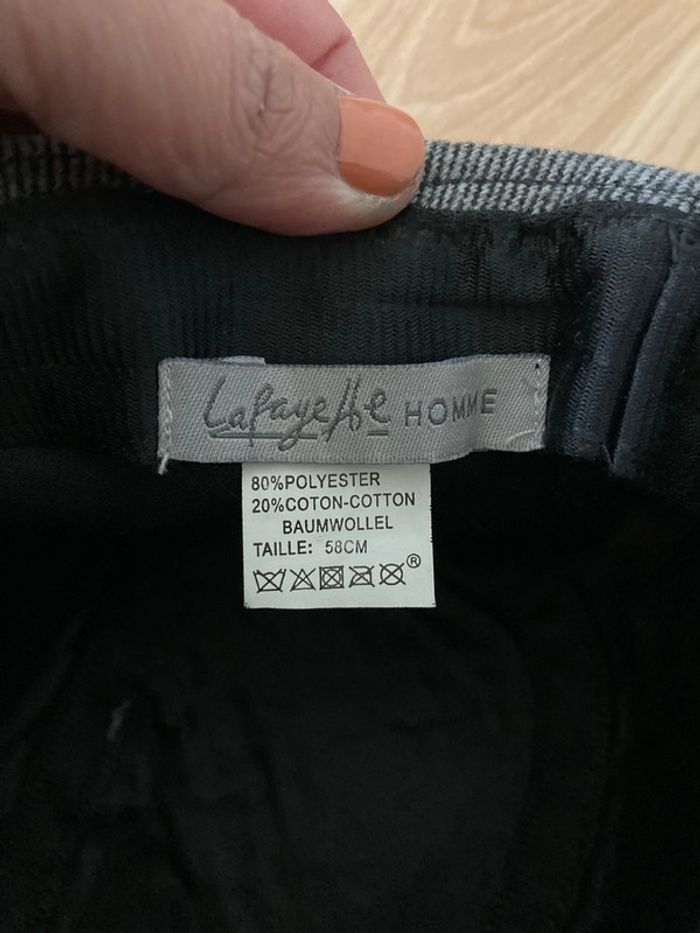 Lafayette HOMME
80%POLYESTER
20%COTON-COTTON
BAUMWOLLEL
TAILLE: 58CM
®